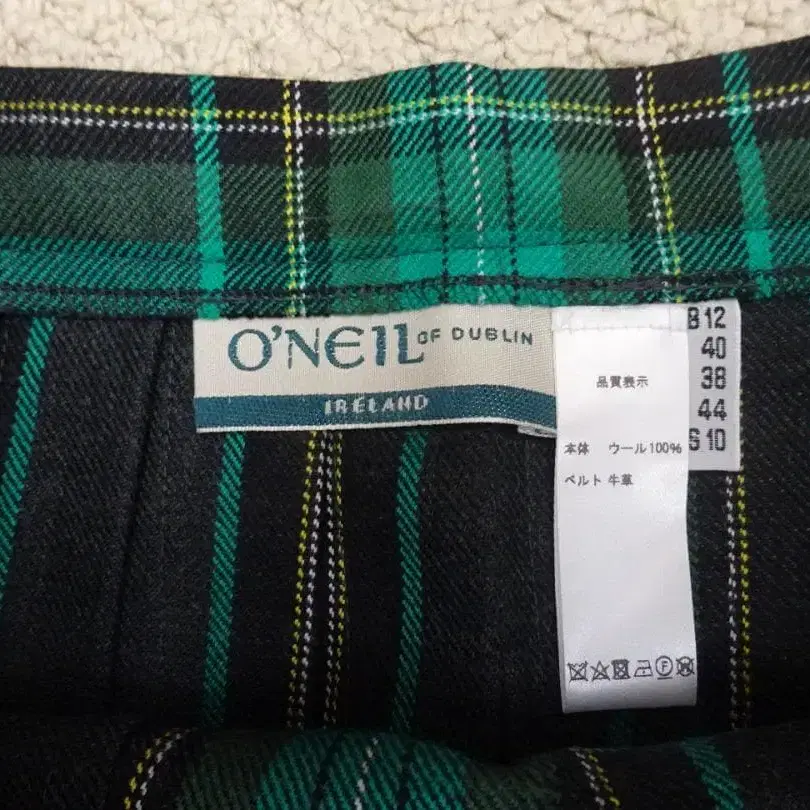 O'NEIL OF DUBLIN
IRELAND
品質表示
本体 ウール100%
ベルト 牛革
B 12
40
38
44
S 10